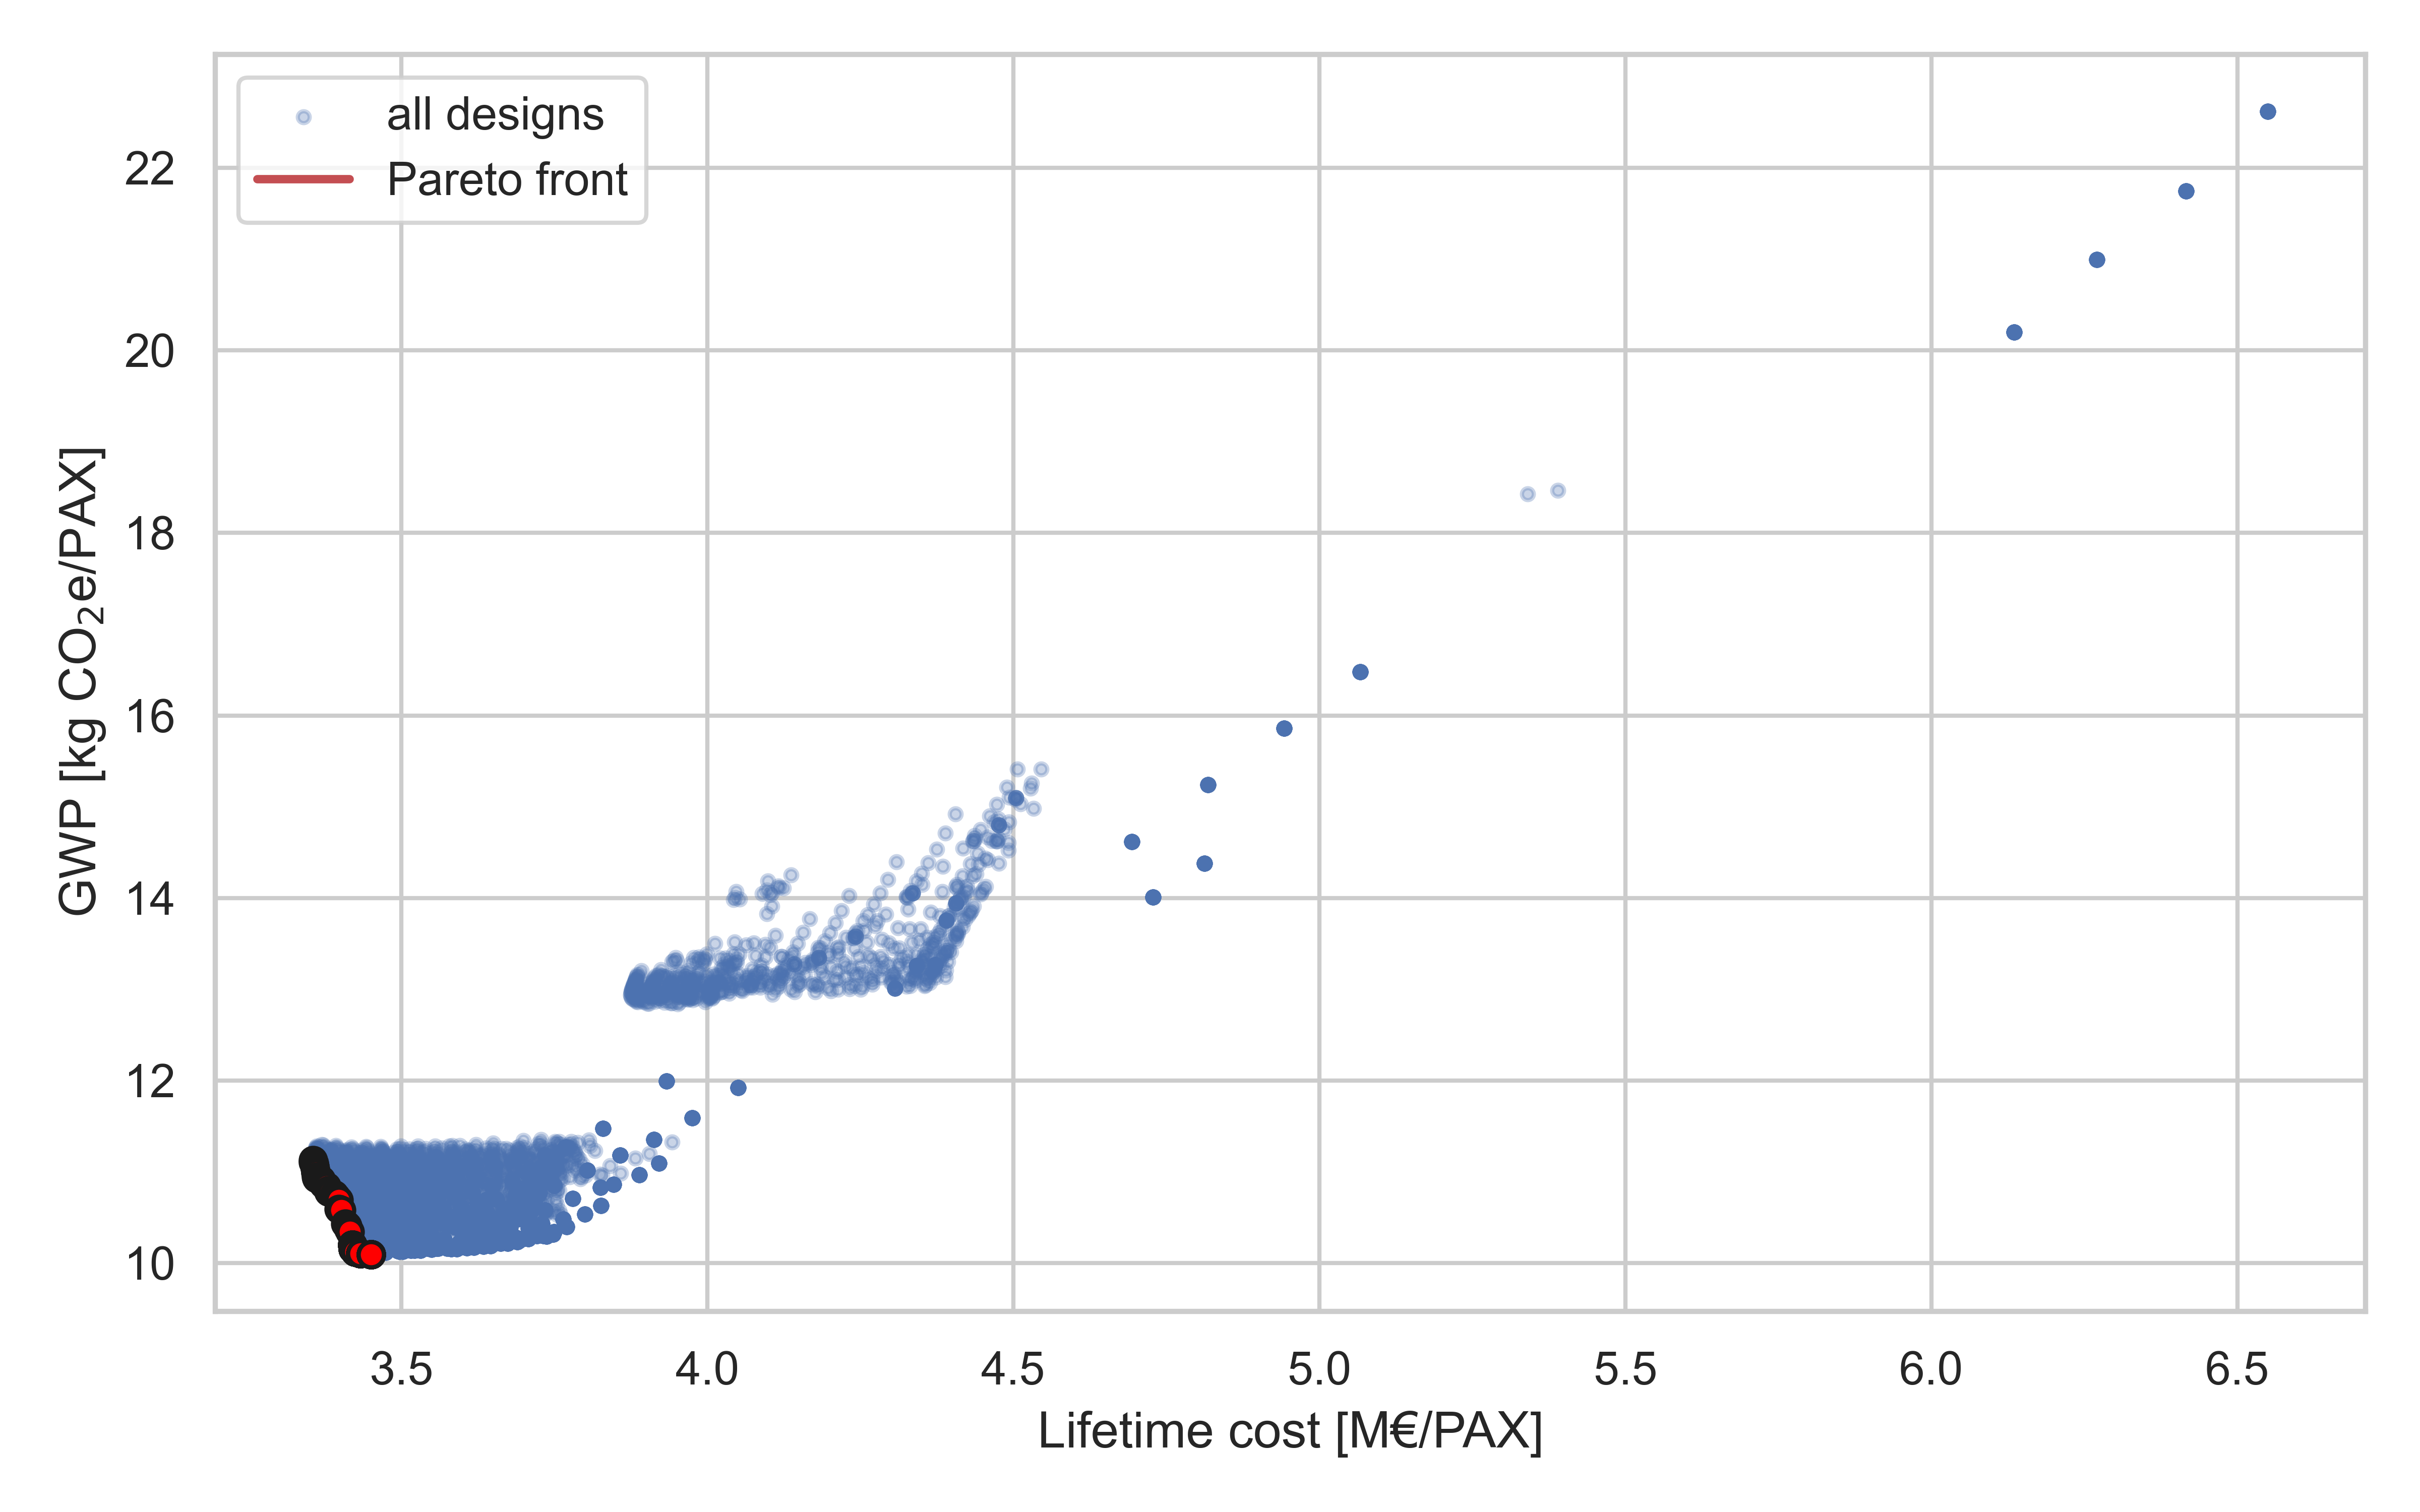 all designs
Pareto front
22
20
18
16
14
12
10
GWP [kg CO₂e/PAX]
3.5 4.0 4.5 5.0 5.5 6.0 6.5
Lifetime cost [M€/PAX]